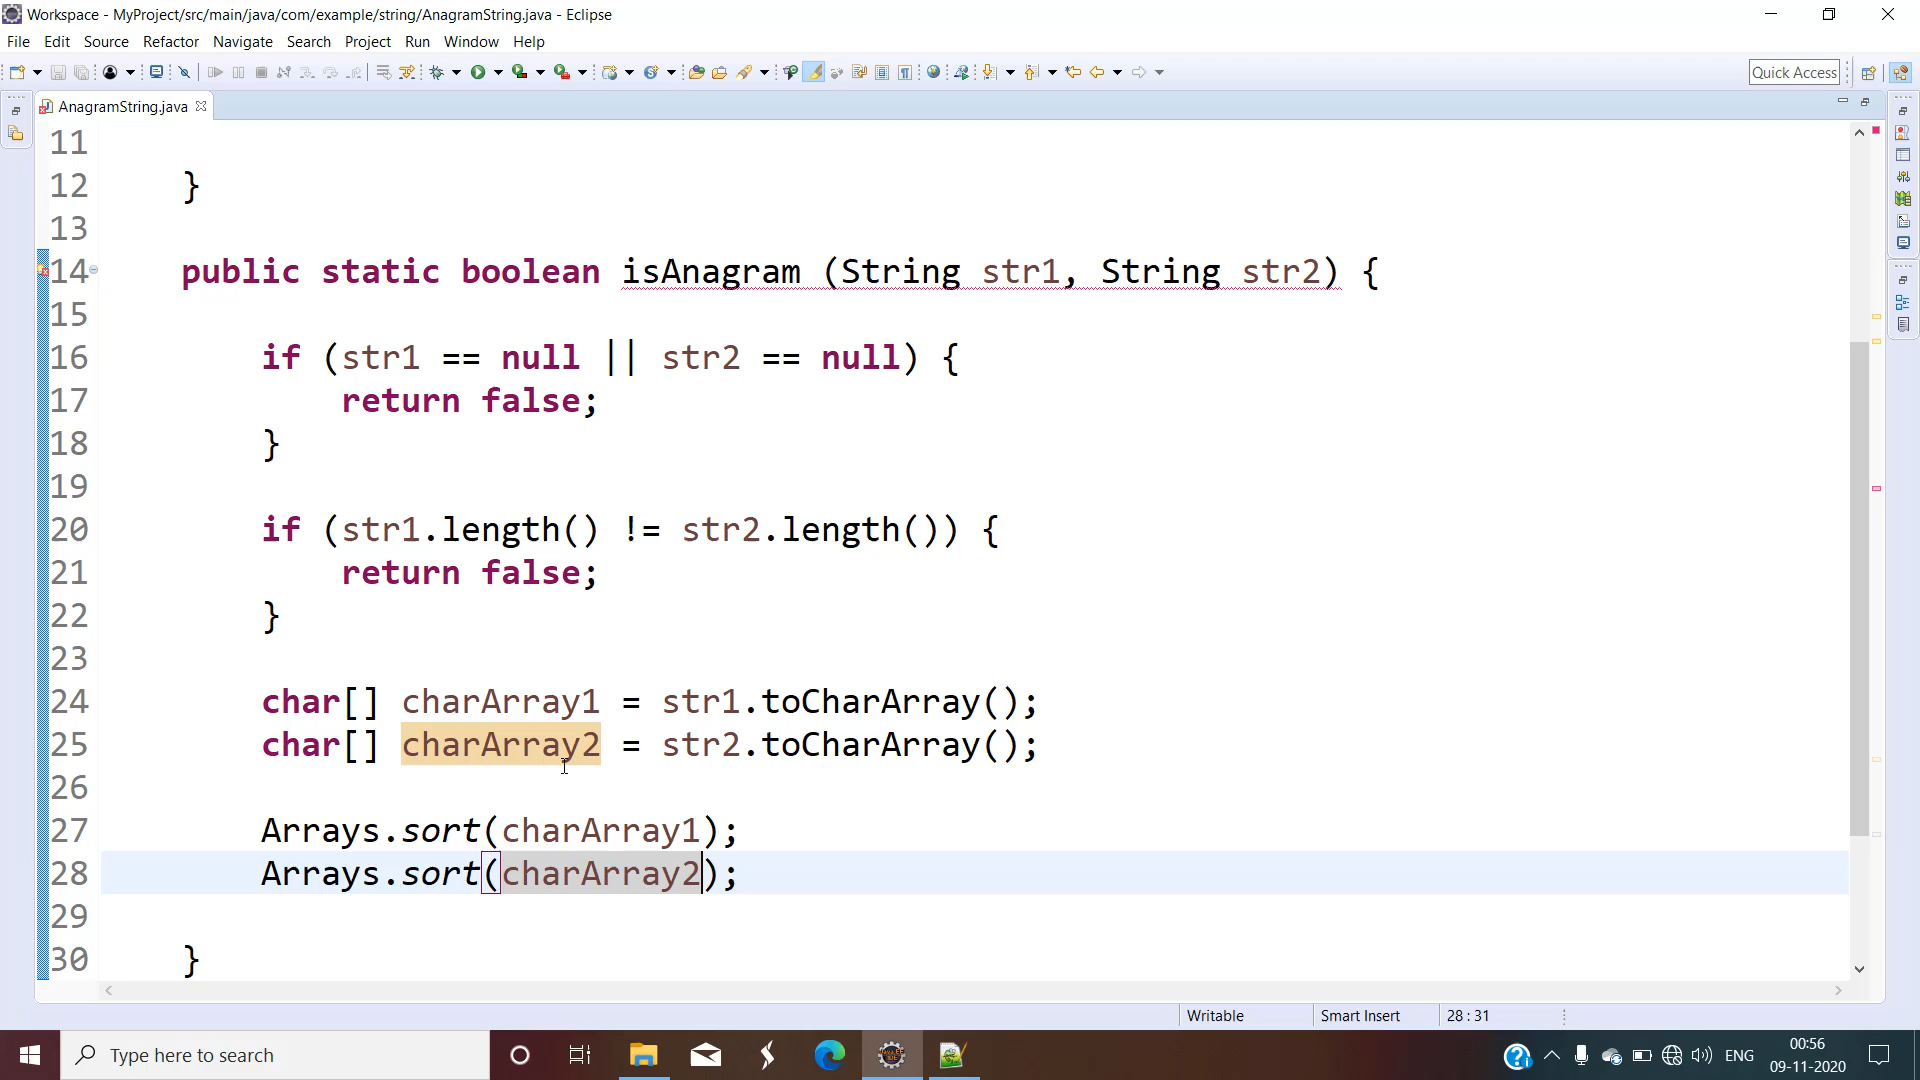 Workspace - MyProject/src/main/java/com/example/string/AnagramString.java - Eclipse
File Edit Source Refactor Navigate Search Project Run Window Help
Quick Access
AnagramString.java
11
12 }
13
14 public static boolean isAnagram (String str1, String str2) {
15
16 if (str1 == null || str2 == null) {
17 return false;
18 }
19
20 if (str1.length() != str2.length()) {
21 return false;
22 }
23
24 char[] charArray1 = str1.toCharArray();
25 char[] charArray2 = str2.toCharArray();
26
27 Arrays.sort(charArray1);
28 Arrays.sort(charArray2);
29
30 }
Writable Smart Insert 28 : 31
Type here to search
ENG
00:56
09-11-2020